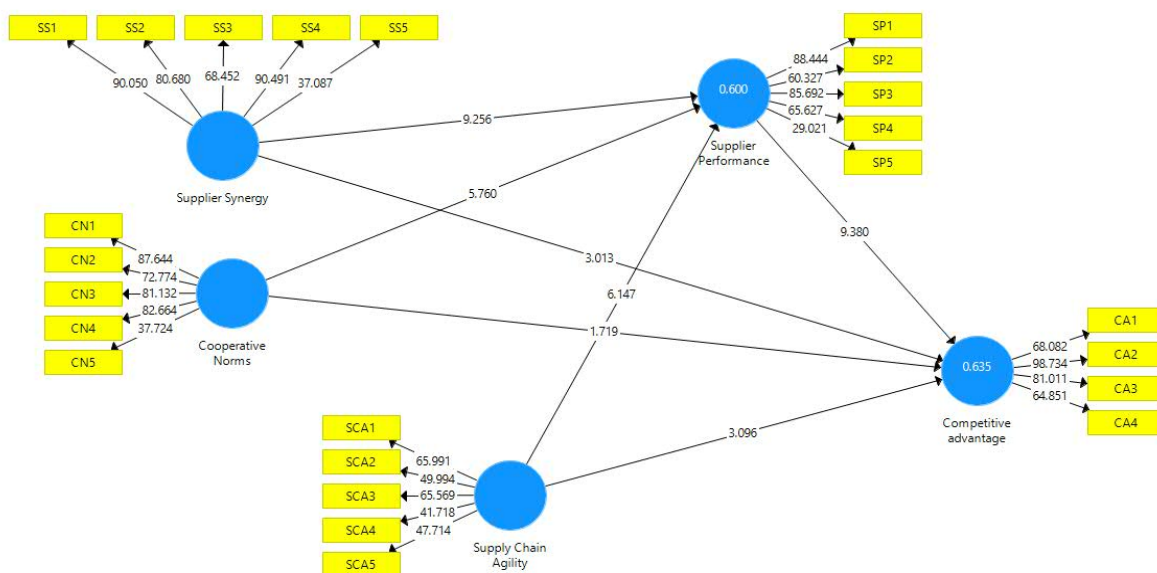 SS1 SS2 SS3 SS4 SS5
90.050 80.680 68.452 90.491 37.087
Supplier Synergy
SP1
SP2
SP3
SP4
SP5
88.444
60.327
85.692
65.627
29.021
0.600
Supplier
Performance
9.256
5.760
3.013
6.147
1.719
9.380
3.096
CN1
CN2
CN3
CN4
CN5
87.644
72.774
81.132
82.664
37.724
Cooperative
Norms
SCA1
SCA2
SCA3
SCA4
SCA5
65.991
49.994
65.569
41.718
47.714
Supply Chain
Agility
0.635
Competitive
advantage
68.082
98.734
81.011
64.851
CA1
CA2
CA3
CA4